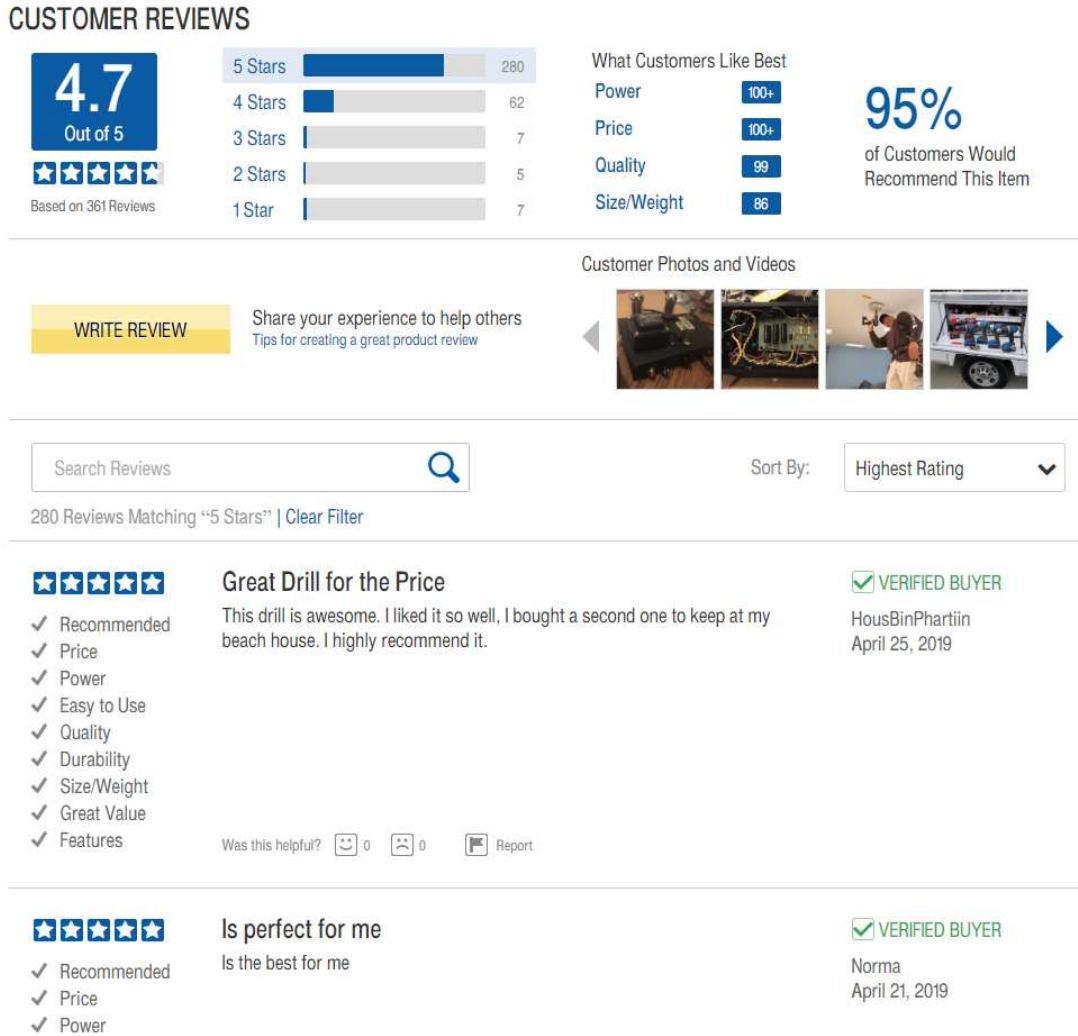 CUSTOMER REVIEWS
4.7
Out of 5
Based on 361 Reviews
5 Stars 280
4 Stars 62
3 Stars 7
2 Stars 5
1 Star 7
What Customers Like Best
Power 100+
Price 100+
Quality 99
Size/Weight 86
95%
of Customers Would
Recommend This Item
WRITE REVIEW
Share your experience to help others
Tips for creating a great product review
Customer Photos and Videos
Search Reviews
Sort By: Highest Rating
280 Reviews Matching “5 Stars” | Clear Filter
Recommended
Price
Power
Easy to Use
Quality
Durability
Size/Weight
Great Value
Features
Great Drill for the Price
This drill is awesome. I liked it so well, I bought a second one to keep at my
beach house. I highly recommend it.
Was this helpful? 0 0 Report
VERIFIED BUYER
HousBinPhartiin
April 25, 2019
Recommended
Price
Power
Is perfect for me
Is the best for me
VERIFIED BUYER
Norma
April 21, 2019